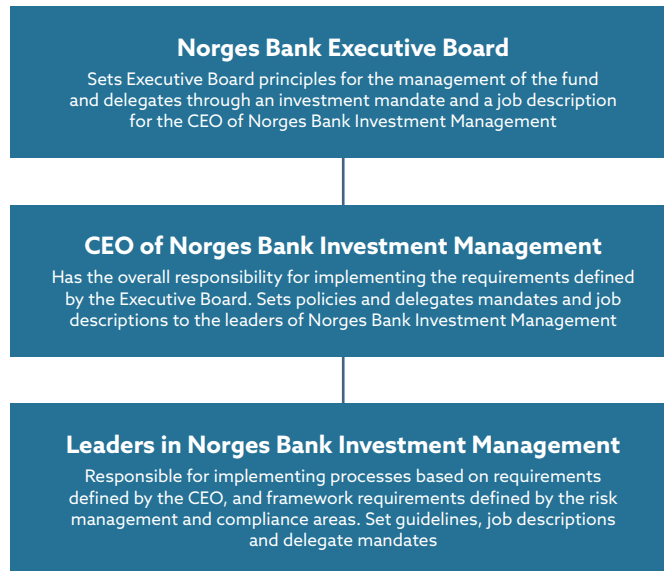 Norges Bank Executive Board
Sets Executive Board principles for the management of the fund
and delegates through an investment mandate and a job description
for the CEO of Norges Bank Investment Management
CEO of Norges Bank Investment Management
Has the overall responsibility for implementing the requirements defined
by the Executive Board. Sets policies and delegates mandates and job
descriptions to the leaders of Norges Bank Investment Management
Leaders in Norges Bank Investment Management
Responsible for implementing processes based on requirements
defined by the CEO, and framework requirements defined by the risk
management and compliance areas. Set guidelines, job descriptions
and delegate mandates